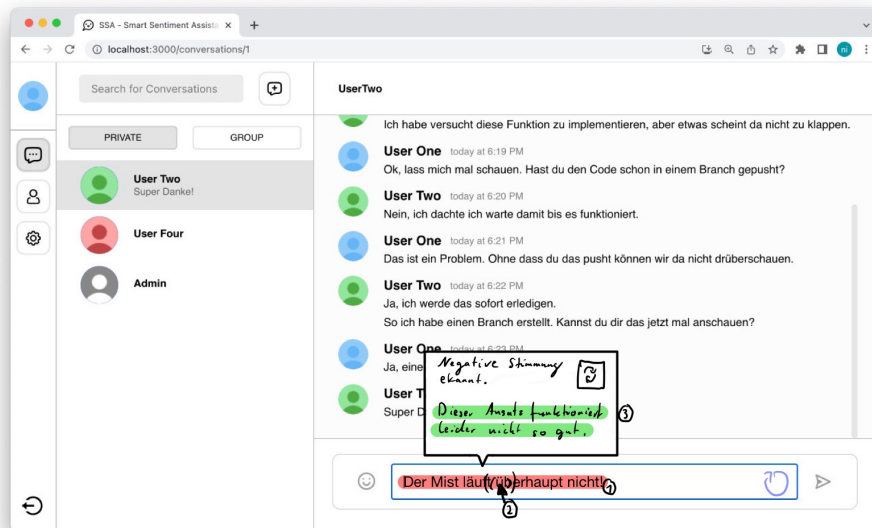 SSA - Smart Sentiment Assista
localhost:3000/conversations/1
ni
Search for Conversations
PRIVATE
GROUP
User Two
Super Danke!
User Four
Admin
UserTwo
Ich habe versucht diese Funktion zu implementieren, aber etwas scheint da nicht zu klappen.
User One today at 6:19 PM
Ok, lass mich mal schauen. Hast du den Code schon in einem Branch gepusht?
User Two today at 6:20 PM
Nein, ich dachte ich warte damit bis es funktioniert.
User One today at 6:21 PM
Das ist ein Problem. Ohne dass du das pusht können wir da nicht drüberschauen.
User Two today at 6:22 PM
Ja, ich werde das sofort erledigen.
So ich habe einen Branch erstellt. Kannst du dir das jetzt mal anschauen?
User One today at 6:23 PM
Ja, eine
User T
Super D
Negative Stimmung
ekannt.
Dieser Ansatz funktioniert
leider nicht so gut.
3
Der Mist läuft überhaupt nicht!
1
2